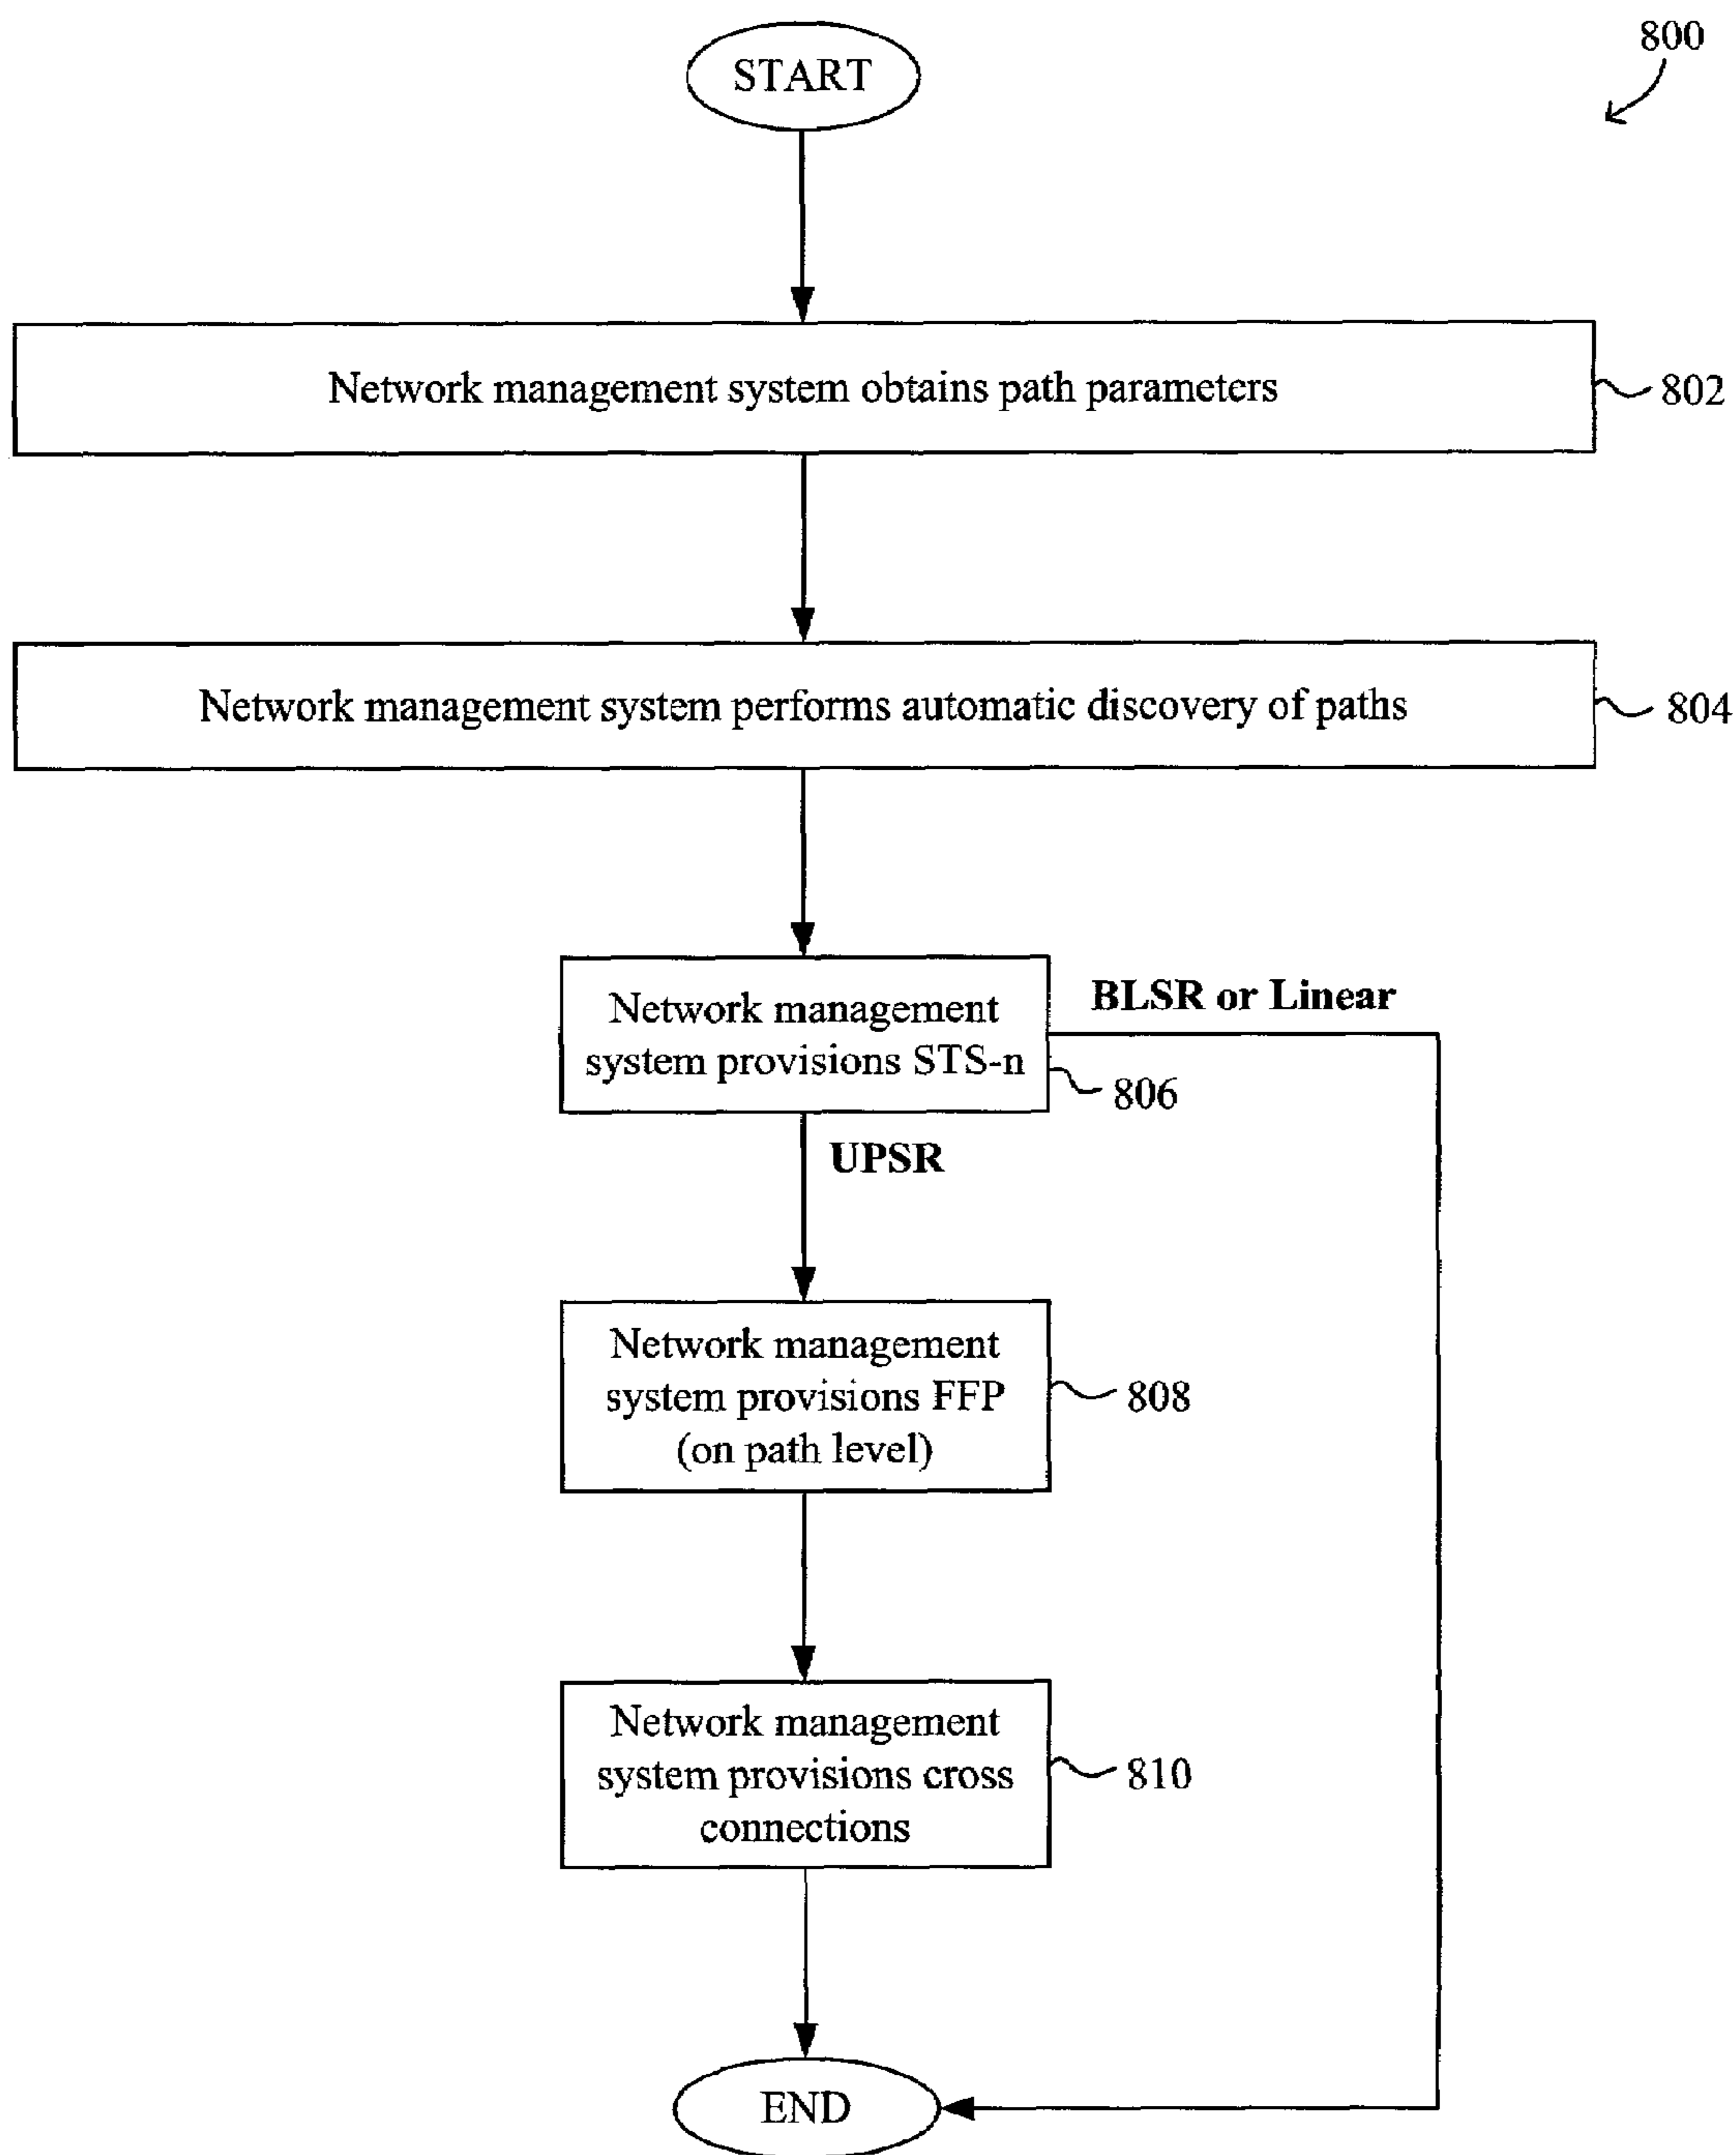 800
START
Network management system obtains path parameters
802
Network management system performs automatic discovery of paths
804
Network management
system provisions STS-n
806
BLSR or Linear
UPSR
Network management
system provisions FFP
(on path level)
808
Network management
system provisions cross
connections
810
END